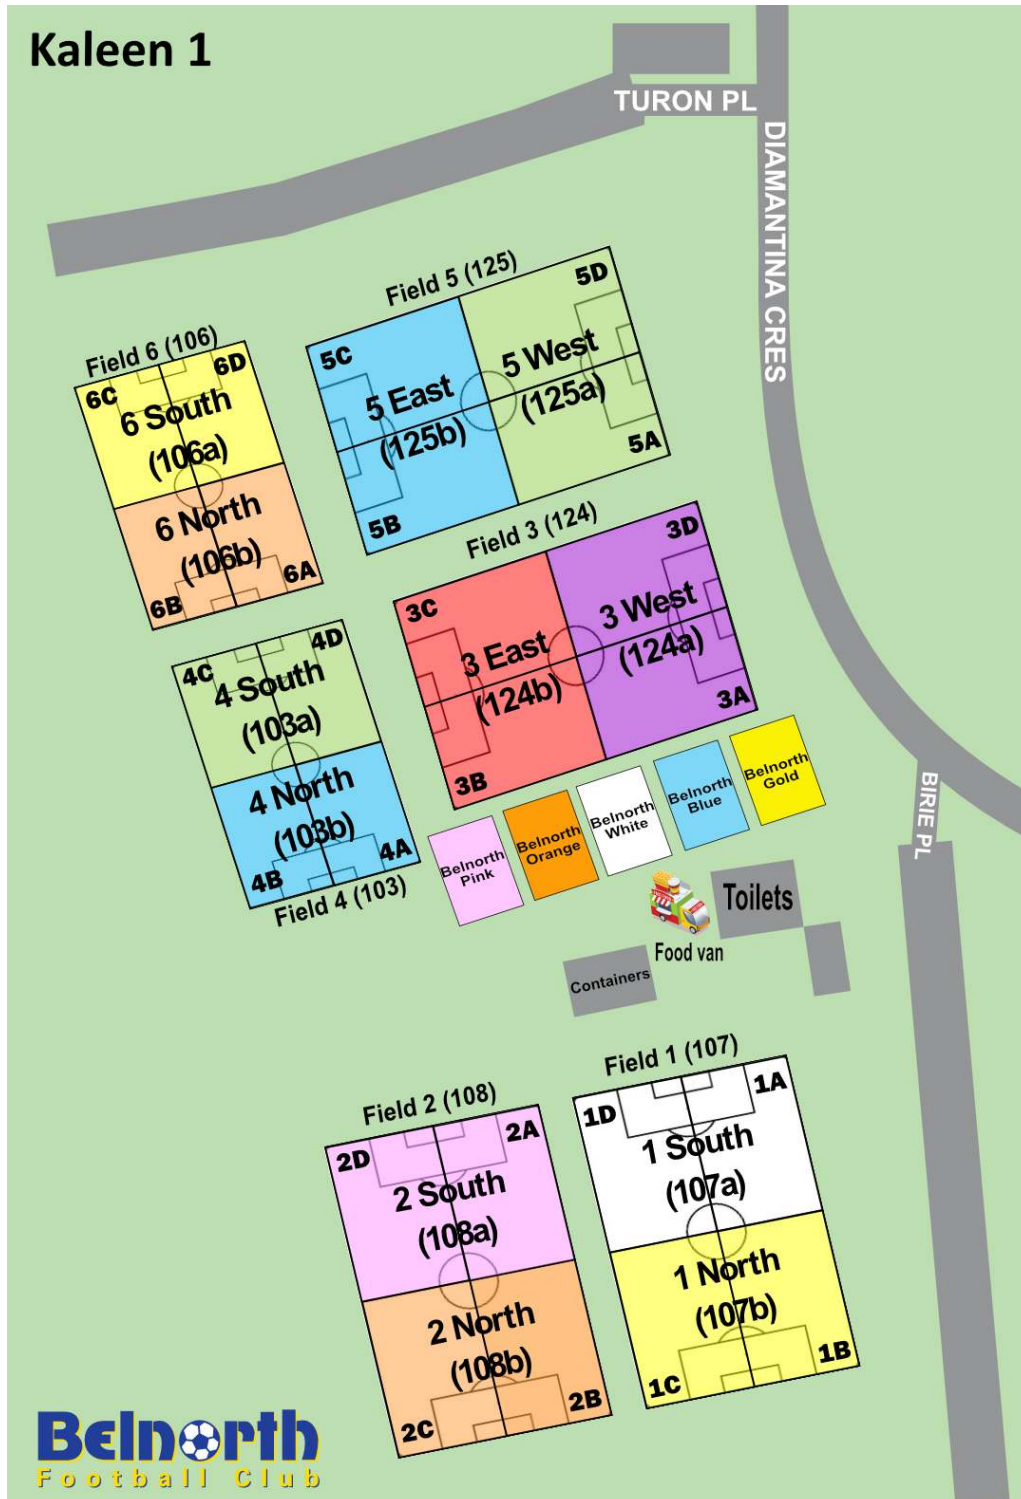 Kaleen 1
TURON PL
DIAMANTINA CRES
Field 5 (125)
5D
5C
5 West
(125a)
5 East
(125b)
5A
5B
Field 6 (106)
6D
6C
6 South
(106a)
6 North
(106b)
6A
6B
Field 3 (124)
3D
3C
3 West
(124a)
3 East
(124b)
3A
3B
4D
4C
4 South
(103a)
4 North
(103b)
4A
4B
Field 4 (103)
Belnorth
Gold
Belnorth
Blue
Belnorth
White
Belnorth
Orange
Belnorth
Pink
BIRIE PL
Toilets
Food van
Containers
Field 1 (107)
1A
1D
1 South
(107a)
1 North
(107b)
1B
1C
Field 2 (108)
2A
2D
2 South
(108a)
2 North
(108b)
2B
2C
Belnorth
Football Club